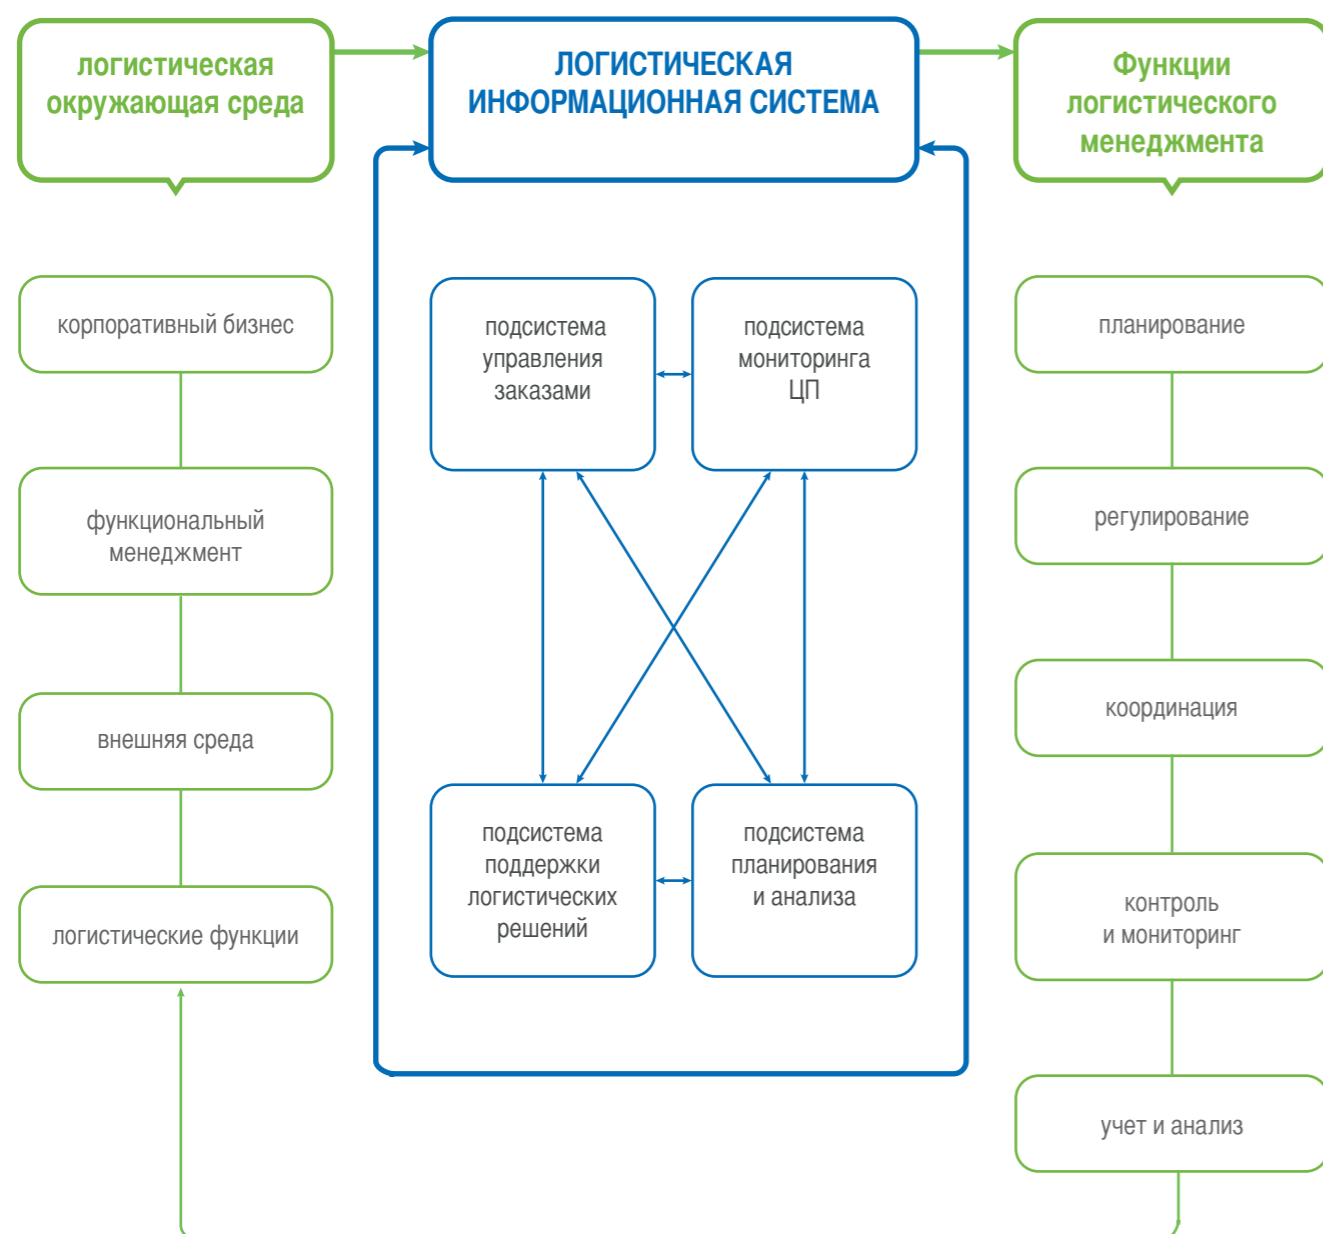 логистическая
окружающая среда
ЛОГИСТИЧЕСКАЯ
ИНФОРМАЦИОННАЯ СИСТЕМА
Функции
логистического
менеджмента
корпоративный бизнес
функциональный
менеджмент
внешняя среда
логистические функции
подсистема
управления
заказами
подсистема
мониторинга
ЦП
подсистема
поддержки
логистических
решений
подсистема
планирования
и анализа
планирование
регулирование
координация
контроль
и мониторинг
учет и анализ